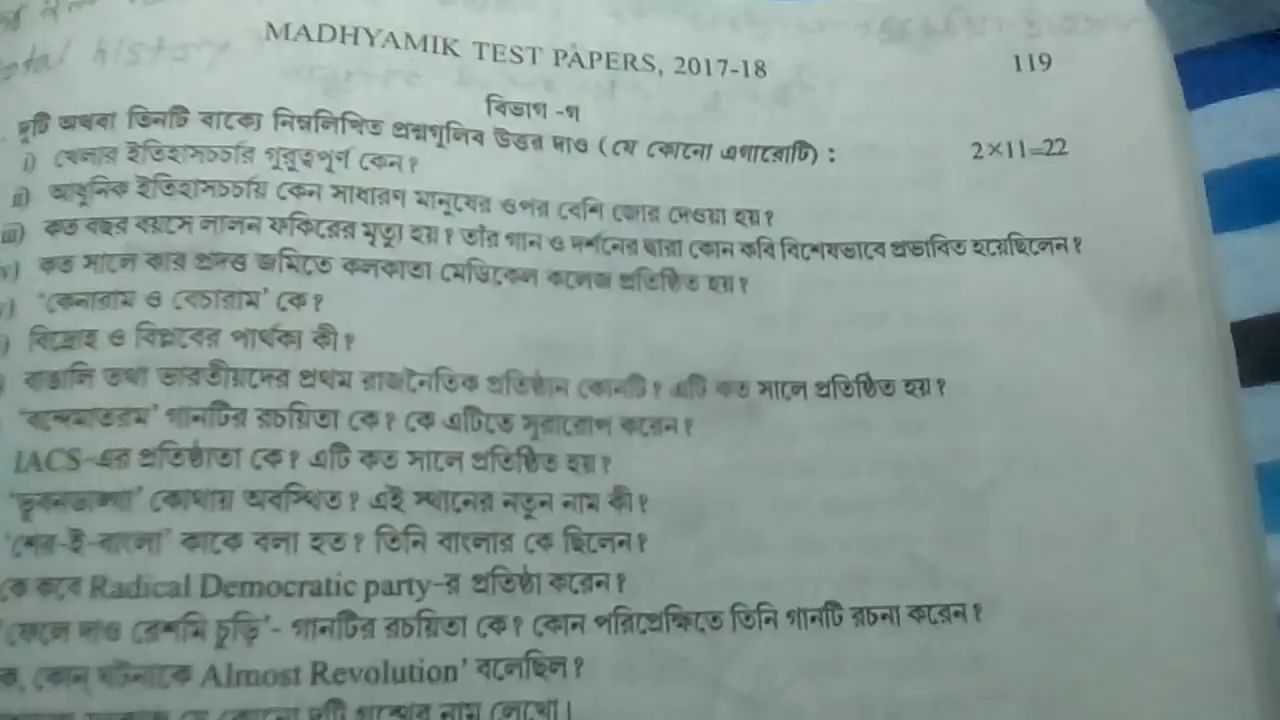 MADHYAMIK TEST PAPERS, 2017-18
119
বিভাগ -গ
দুটি অথবা তিনটি বাক্যে নিম্নলিখিত প্রশ্নগুলির উত্তর দাও ( যে কোনো এগারোটি) :
2×11=22
i) খেলার ইতিহাসচর্চার গুরুত্বপূর্ণ কেন?
ii) আধুনিক ইতিহাসচর্চায় কেন সাধারণ মানুষের ওপর বেশি জোর দেওয়া হয়?
iii) কত বছর বয়সে লালন ফকিরের মৃত্যু হয়? তাঁর গান ও দর্শনের দ্বারা কোন কবি বিশেষভাবে প্রভাবিত হয়েছিলেন?
কত সালে কার প্রদত্ত জমিতে কলকাতা মেডিকেল কলেজ প্রতিষ্ঠিত হয়?
'কেনারাম ও বেচারাম' কে?
বিদ্রোহ ও বিপ্লবের পার্থক্য কী?
বাঙালি তথা ভারতীয়দের প্রথম রাজনৈতিক প্রতিষ্ঠান কোনটি? এটি কত সালে প্রতিষ্ঠিত হয়?
'বন্দেমাতরম' গানটির রচয়িতা কে? কে এটিতে সুরারোপ করেন?
IACS-এর প্রতিষ্ঠাতা কে? এটি কত সালে প্রতিষ্ঠিত হয়?
'ভুবনডাঙ্গা' কোথায় অবস্থিত? এই স্থানের নতুন নাম কী?
'শের-ই-বাংলা' কাকে বলা হত? তিনি বাংলার কে ছিলেন?
কে কবে Radical Democratic party-র প্রতিষ্ঠা করেন?
'ফেলে দাও রেশমি চুড়ি'- গানটির রচয়িতা কে? কোন পরিপ্রেক্ষিতে তিনি গানটি রচনা করেন?
কোন ঘটনাকে Almost Revolution' বলেছিল?
নাম লেখো।